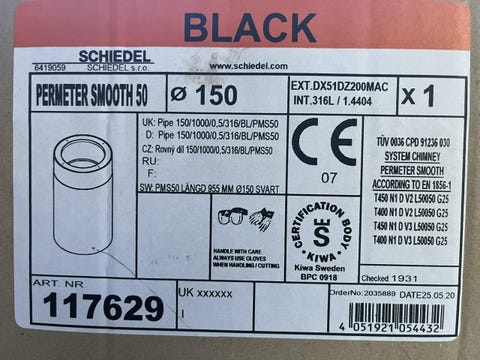 BLACK
SCHIEDEL
6419059 SCHIEDEL s.r.o.
www.schiedel.com
PERMETER SMOOTH 50
Ø 150
EXT.DX51DZ200MAC
INT.316L / 1.4404
x 1
UK: Pipe 150/1000/0,5/316/BL/PMS50
D: Pipe 150/1000/0,5/316/BL/PMS50
CZ: Rovný díl 150/1000/0,5/316/BL/PMS50
RU:
F:
SW: PMS50 LÄNGD 955 MM Ø150 SVART
CE
07
TÜV 0036 CPD 91236 030
SYSTEM CHIMNEY
PERMETER SMOOTH
ACCORDING TO EN 1856-1
T450 N1 D V2 L50050 G25
T400 N1 D V2 L50050 G25
T400 N1 D V3 L50050 G25
HANDLE WITH CARE
ALWAYS USE GLOVES
WHEN HANDLING / CUTTING
CERTIFICATION BODY
KIWA
Kiwa Sweden
BPC 0918
Checked 1931
ART. NR
117629
UK xxxxxx
I
OrderNo: 2035889 DATE25.05.20
4 051921 054432